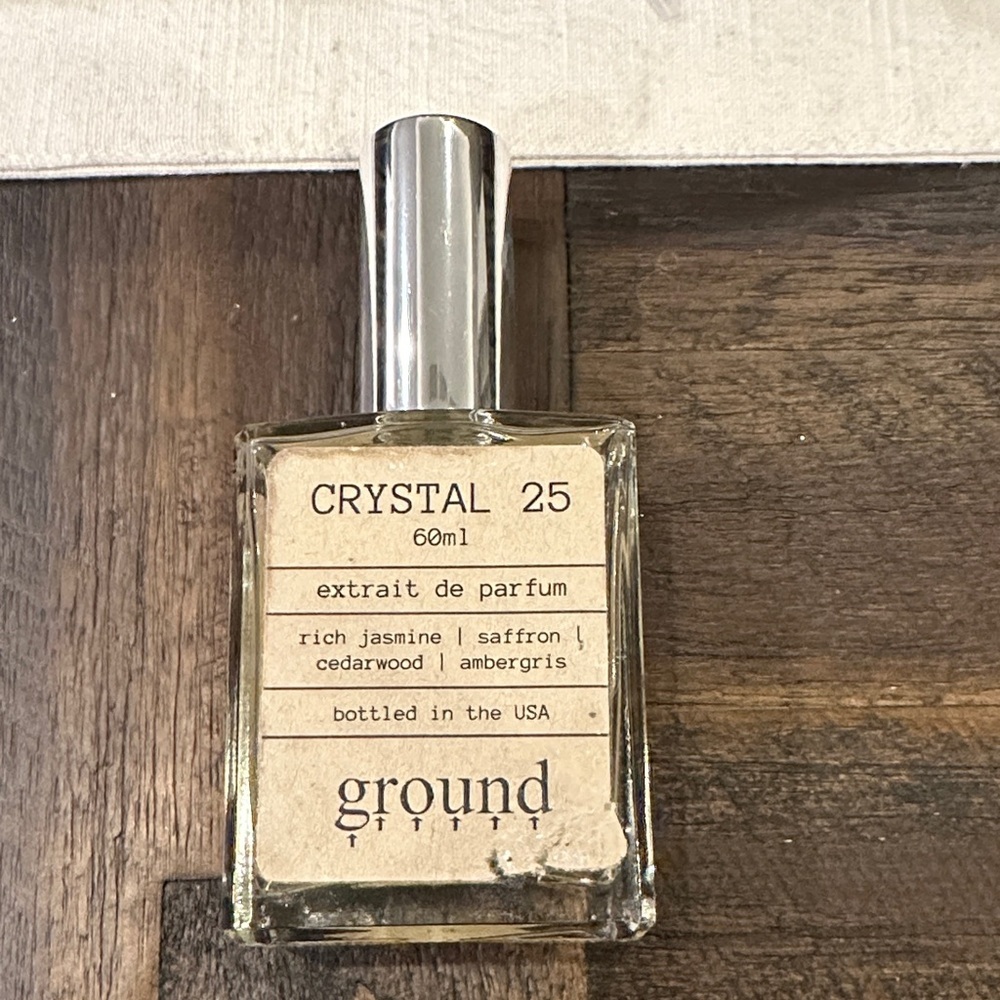 CRYSTAL 25
60ml
extrait de parfum
rich jasmine | saffron |
cedarwood | ambergris
bottled in the USA
ground